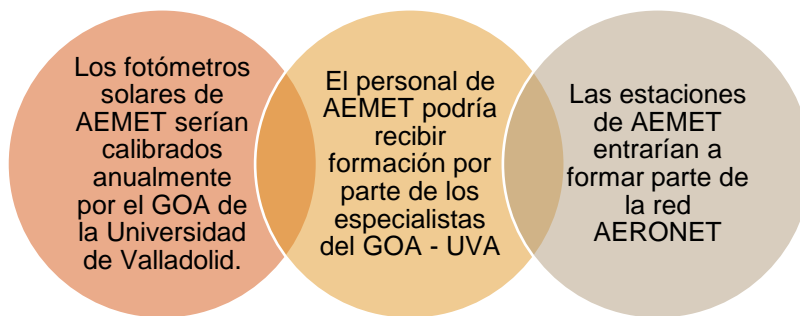 Los fotómetros
solares de
AEMET serían
calibrados
anualmente
por el GOA de
la Universidad
de Valladolid.
El personal de
AEMET podría
recibir
formación por
parte de los
especialistas
del GOA - UVA
Las estaciones
de AEMET
entrarían a
formar parte de
la red
AERONET